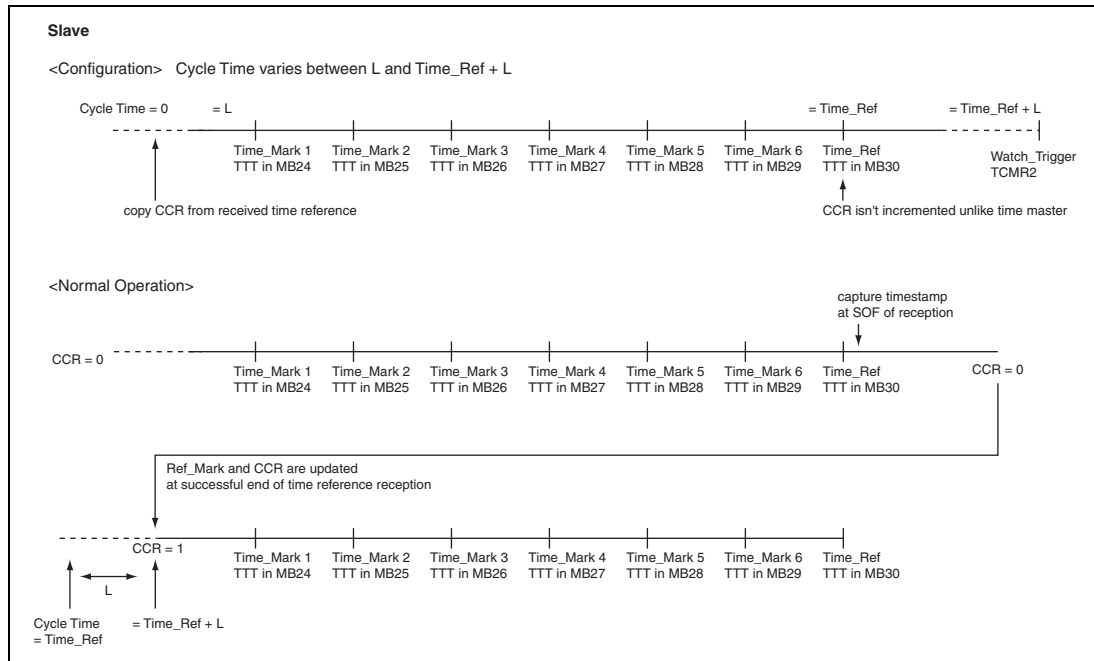 Slave
<Configuration> Cycle Time varies between L and Time_Ref + L
Cycle Time = 0 = L = Time_Ref = Time_Ref + L
Time_Mark 1 Time_Mark 2 Time_Mark 3 Time_Mark 4 Time_Mark 5 Time_Mark 6 Time_Ref
TTT in MB24 TTT in MB25 TTT in MB26 TTT in MB27 TTT in MB28 TTT in MB29 TTT in MB30
Watch_Trigger
TCMR2
copy CCR from received time reference CCR isn't incremented unlike time master
<Normal Operation>
capture timestamp
at SOF of reception
CCR = 0 CCR = 0
Time_Mark 1 Time_Mark 2 Time_Mark 3 Time_Mark 4 Time_Mark 5 Time_Mark 6 Time_Ref
TTT in MB24 TTT in MB25 TTT in MB26 TTT in MB27 TTT in MB28 TTT in MB29 TTT in MB30
Ref_Mark and CCR are updated
at successful end of time reference reception
CCR = 1
Time_Mark 1 Time_Mark 2 Time_Mark 3 Time_Mark 4 Time_Mark 5 Time_Mark 6 Time_Ref
TTT in MB24 TTT in MB25 TTT in MB26 TTT in MB27 TTT in MB28 TTT in MB29 TTT in MB30
L
Cycle Time = Time_Ref + L
= Time_Ref